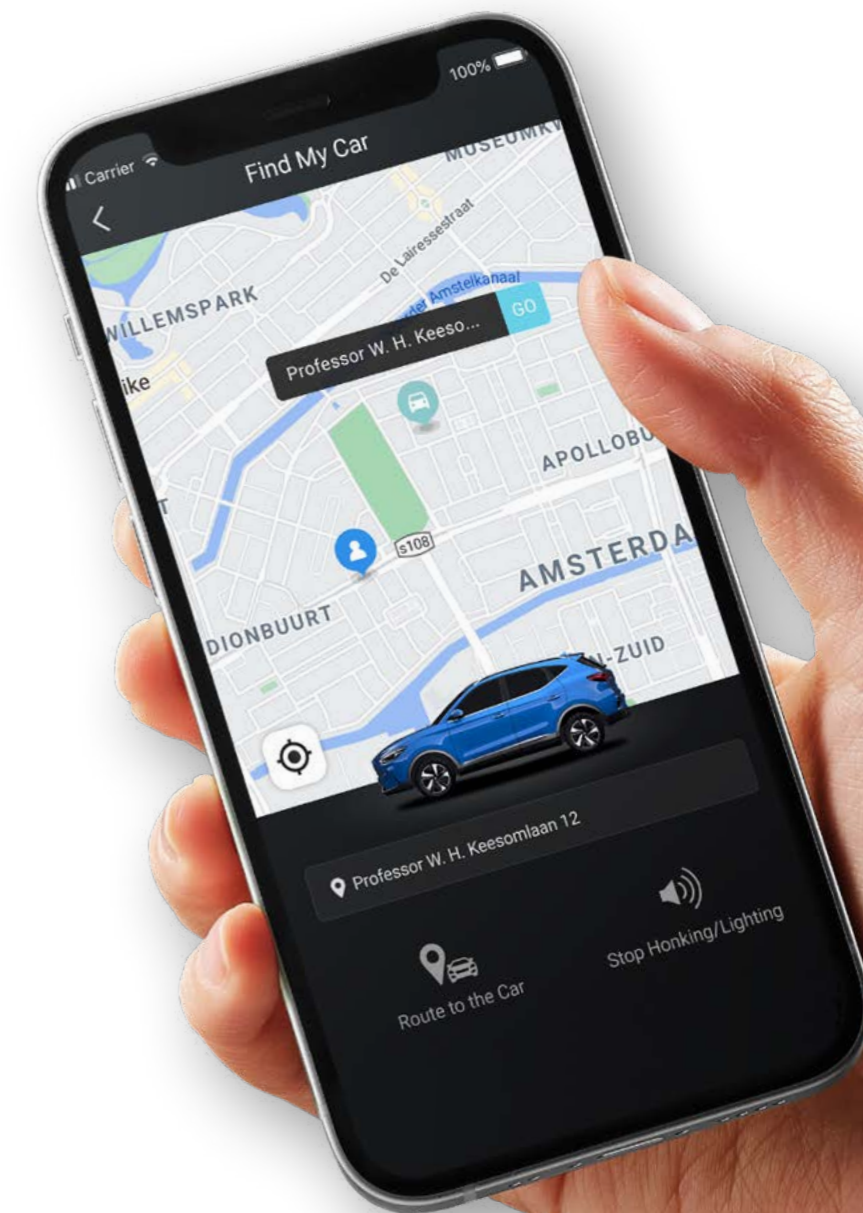 Carrier
100%
Find My Car
MUSEUMKW
De Lairessestraat
WILLEMSPARK
Amstelkanaal
Professor W. H. Keeso...
GO
ike
APOLLOBU
s108
AMSTERDA
DIONBUURT
N-ZUID
Professor W. H. Keesomlaan 12
Route to the Car
Stop Honking/Lighting